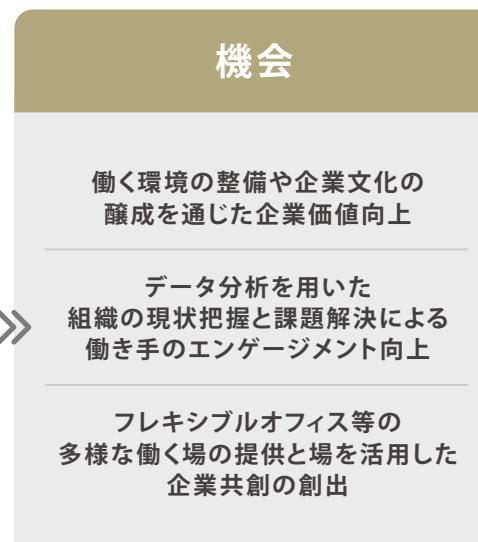 機会
働く環境の整備や企業文化の
醸成を通じた企業価値向上
データ分析を用いた
組織の現状把握と課題解決による
働き手のエンゲージメント向上
フレキシブルオフィス等の
多様な働く場の提供と場を活用した
企業共創の創出